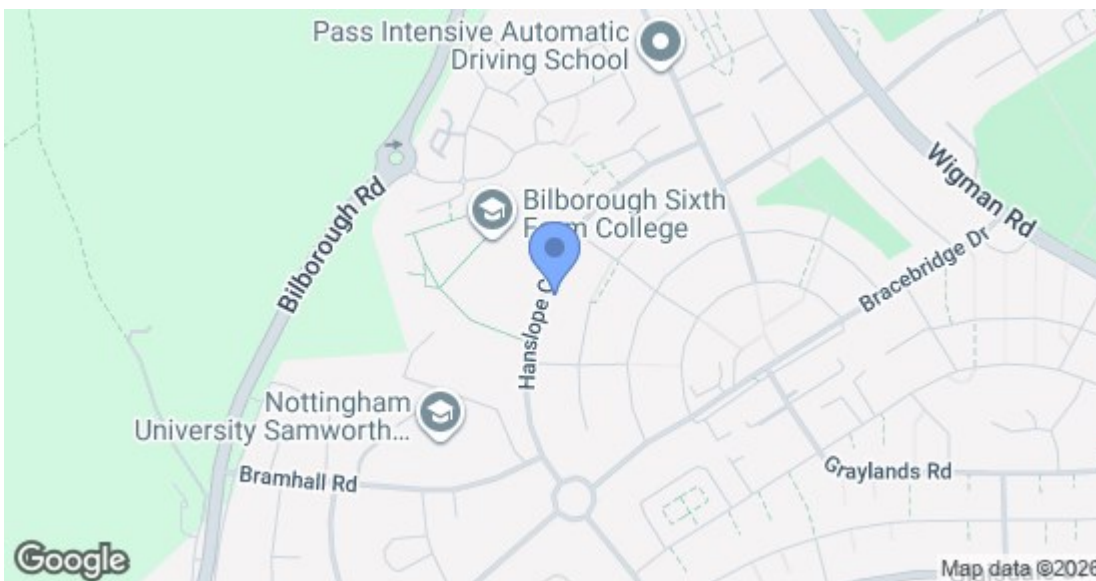 Pass Intensive Automatic
Driving School
Wigman Rd
Bilborough Rd
Bilborough Sixth
Form College
Bracebridge Dr
Hanslope C
Nottingham
University Samworth...
Bramhall Rd
Graylands Rd
Google
Map data ©2026